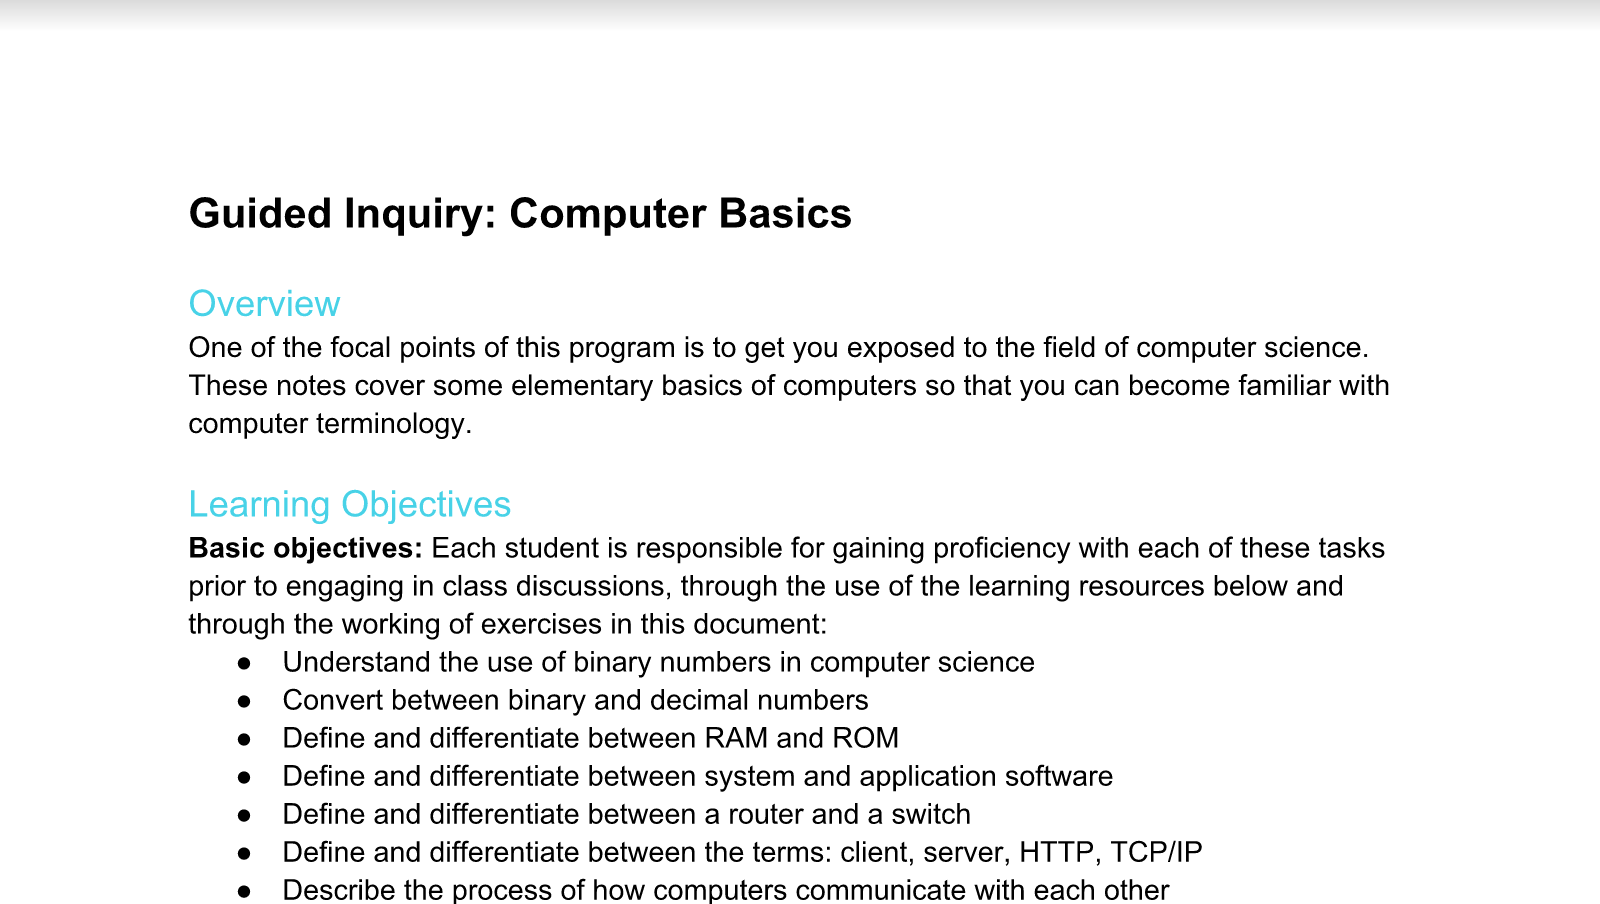 Guided Inquiry: Computer Basics
Overview
One of the focal points of this program is to get you exposed to the field of computer science.
These notes cover some elementary basics of computers so that you can become familiar with
computer terminology.
Learning Objectives
Basic objectives: Each student is responsible for gaining proficiency with each of these tasks
prior to engaging in class discussions, through the use of the learning resources below and
through the working of exercises in this document:
● Understand the use of binary numbers in computer science
● Convert between binary and decimal numbers
● Define and differentiate between RAM and ROM
● Define and differentiate between system and application software
● Define and differentiate between a router and a switch
● Define and differentiate between the terms: client, server, HTTP, TCP/IP
● Describe the process of how computers communicate with each other